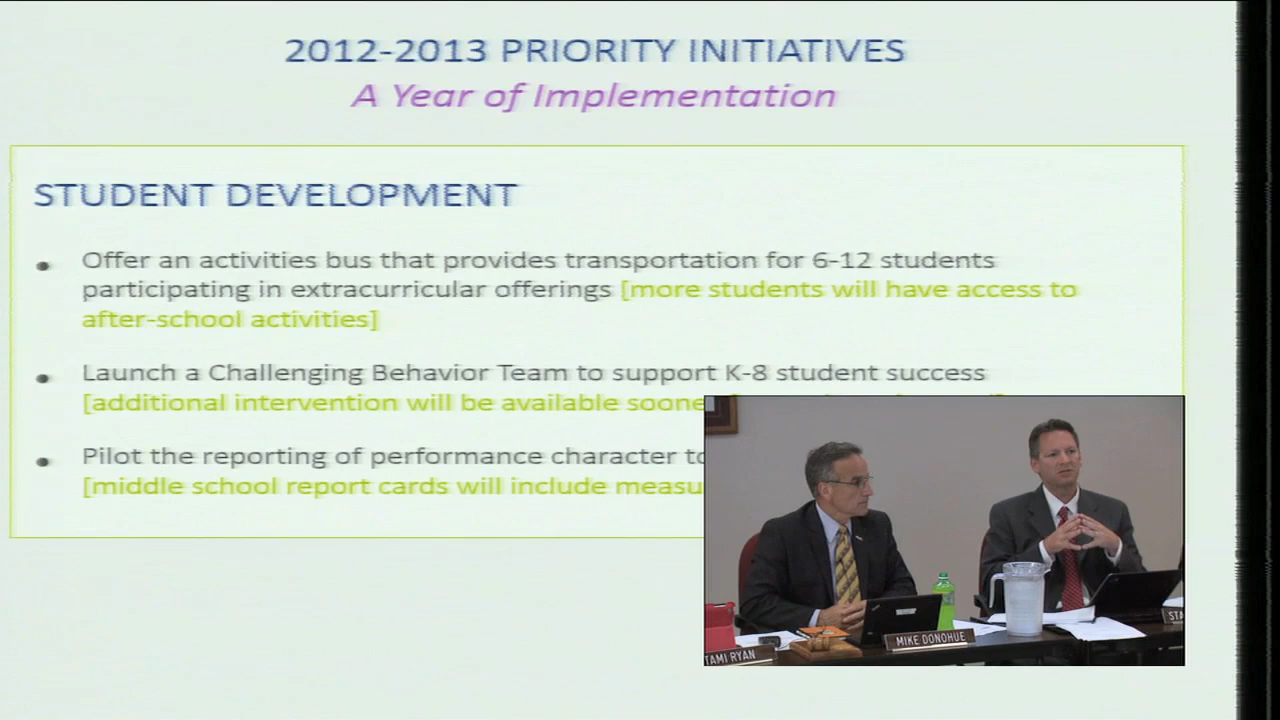 2012-2013 PRIORITY INITIATIVES
A Year of Implementation
STUDENT DEVELOPMENT
Offer an activities bus that provides transportation for 6-12 students
participating in extracurricular offerings [more students will have access to
after-school activities]
Launch a Challenging Behavior Team to support K-8 student success
[additional intervention will be available
Pilot the reporting of performance character
[middle school report cards will include
TAMI RYAN
MIKE DONOHUE
STA